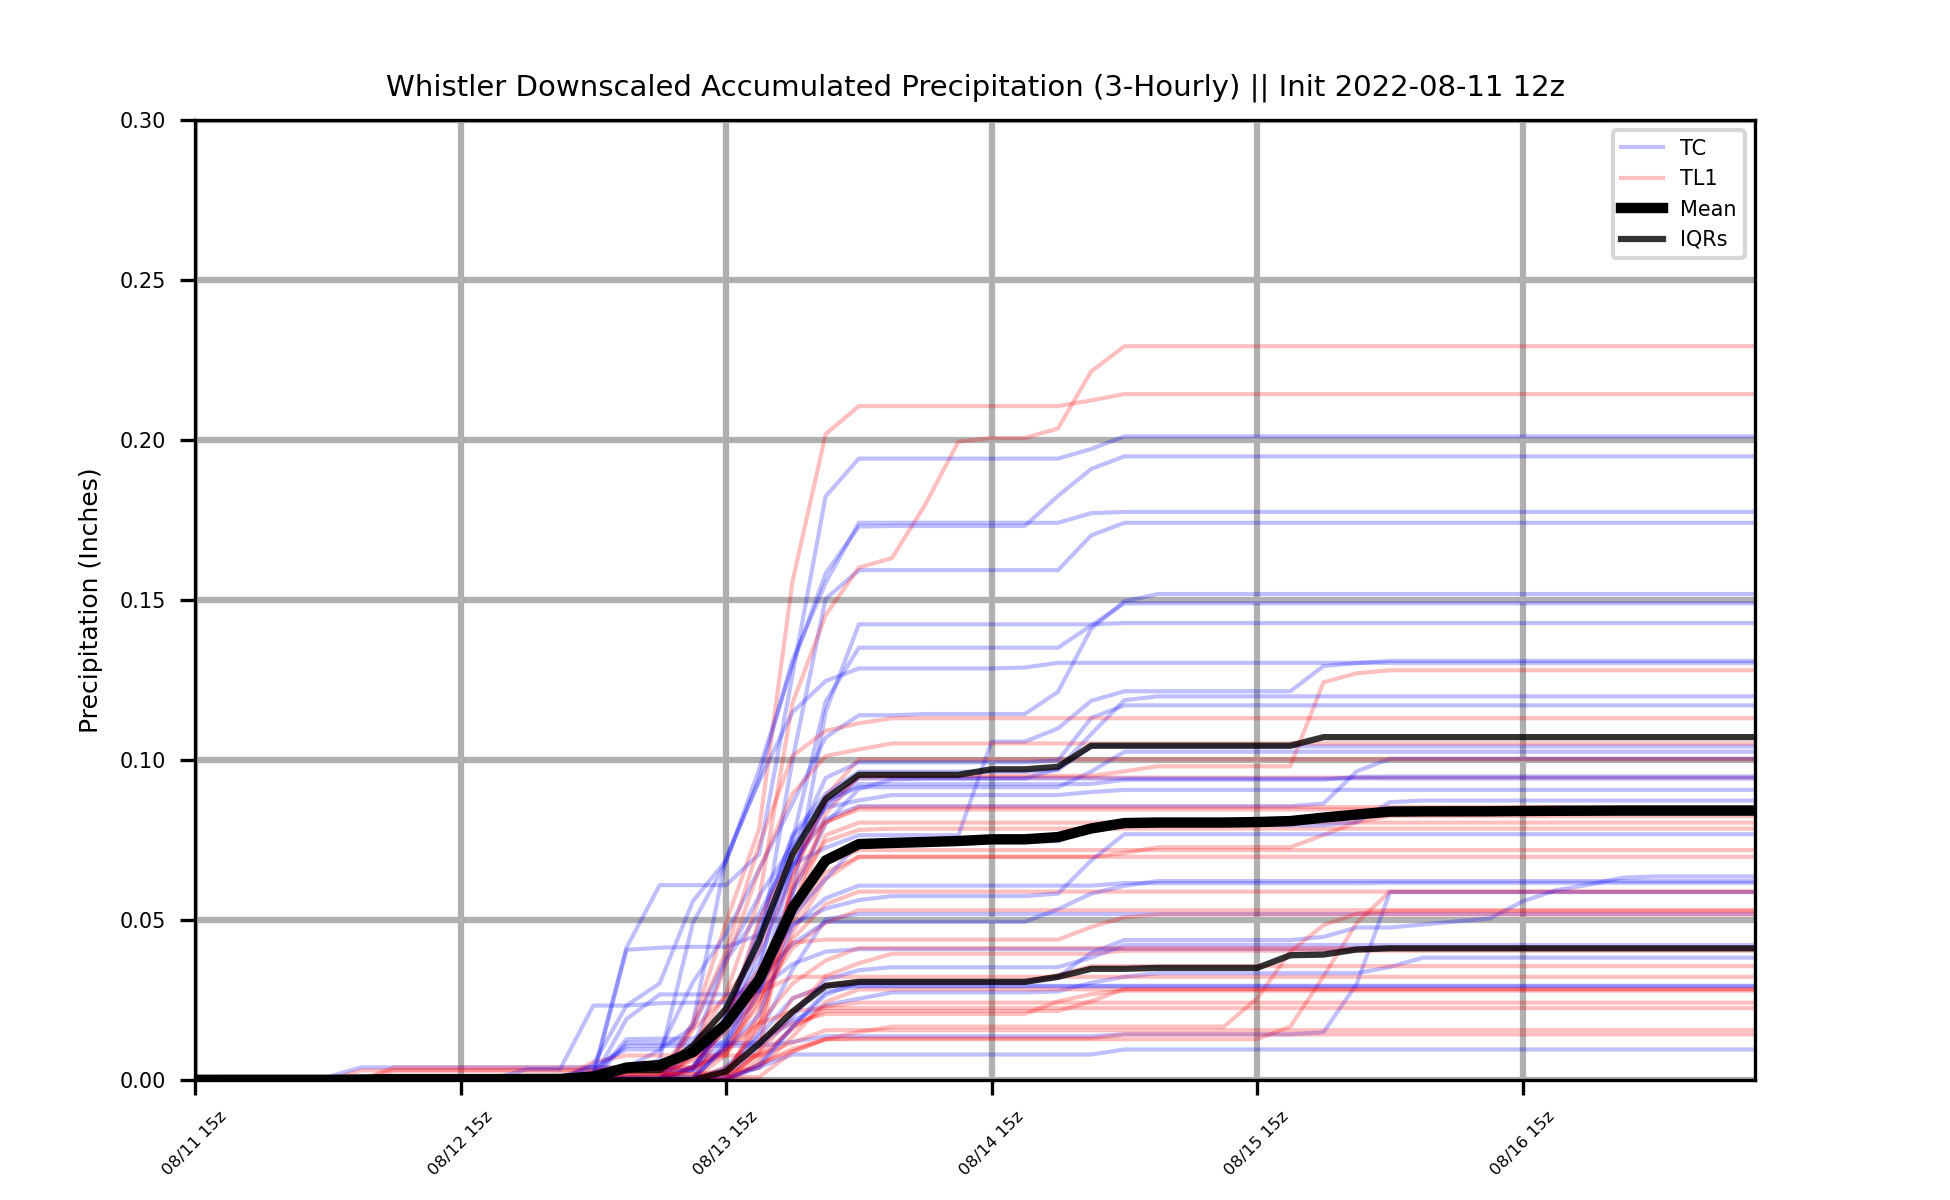 Whistler Downscaled Accumulated Precipitation (3-Hourly) || Init 2022-08-11 12z
0.30
0.25
0.20
0.15
0.10
0.05
0.00
Precipitation (Inches)
TC
TL1
Mean
IQRs
08/11 15z
08/12 15z
08/13 15z
08/14 15z
08/15 15z
08/16 15z